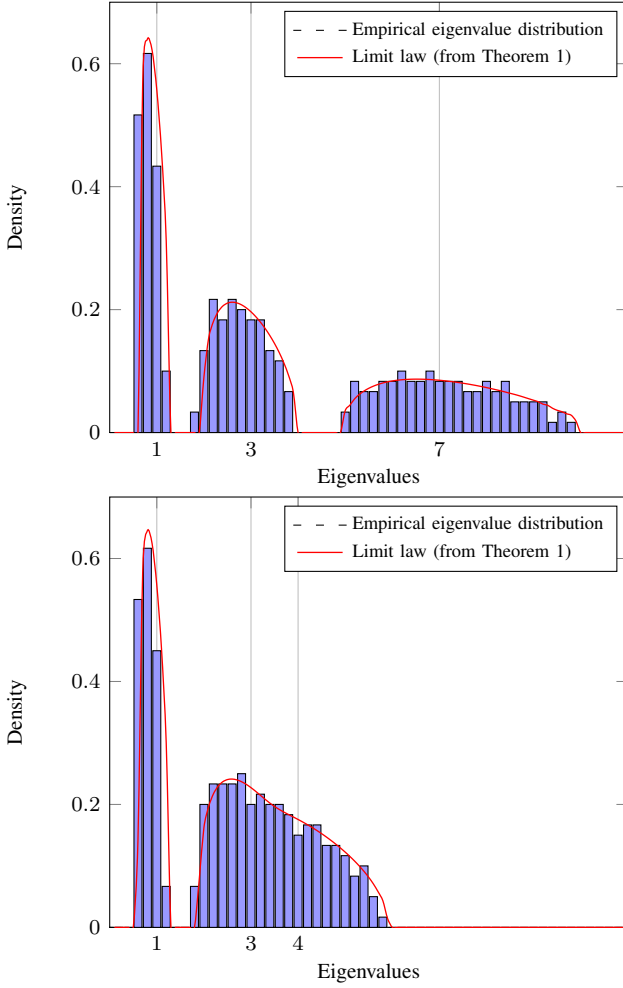 Empirical eigenvalue distribution
Limit law (from Theorem 1)
0.6
0.4
0.2
0
Density
1 3 7
Eigenvalues
Empirical eigenvalue distribution
Limit law (from Theorem 1)
0.6
0.4
0.2
0
Density
1 3 4
Eigenvalues